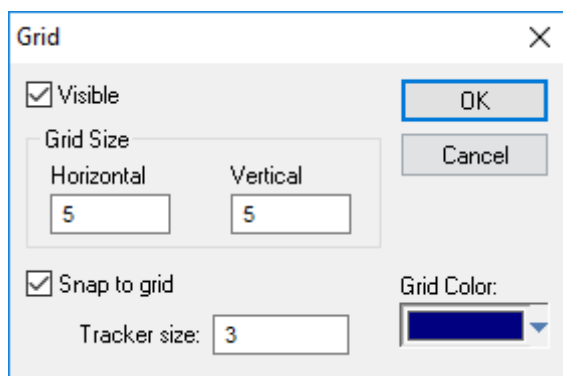 Grid
Visible
OK
Grid Size
Cancel
Horizontal Vertical
5 5
Snap to grid
Grid Color:
Tracker size: 3